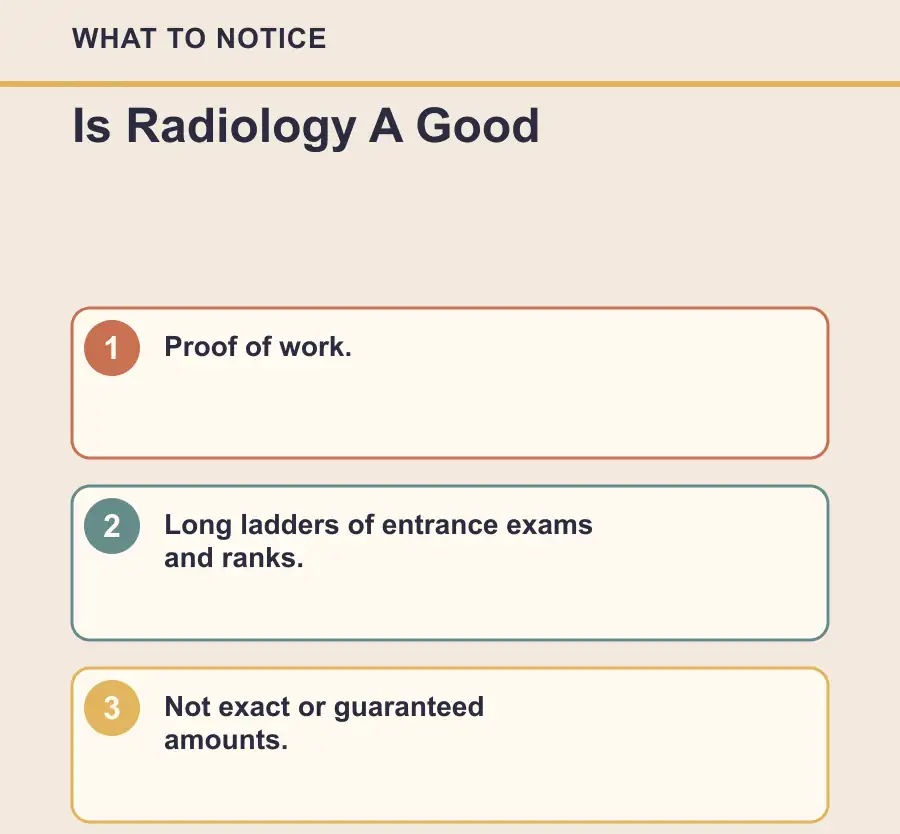 WHAT TO NOTICE
Is Radiology A Good
1
Proof of work.
2
Long ladders of entrance exams
and ranks.
3
Not exact or guaranteed
amounts.